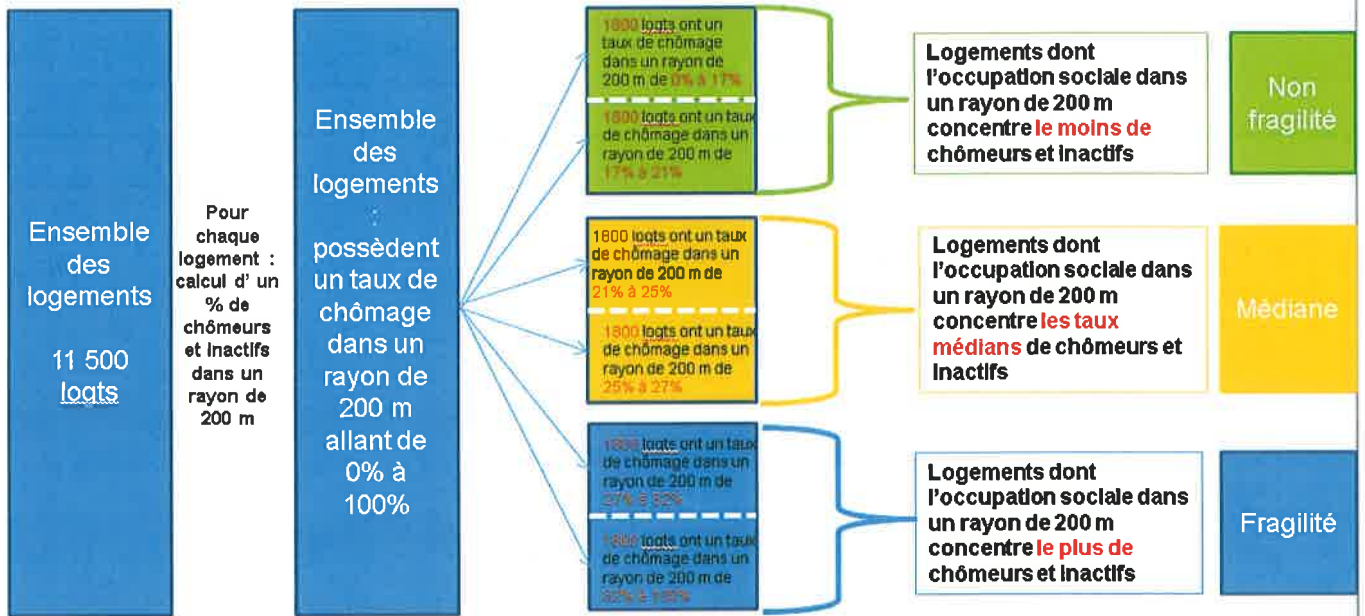 Ensemble
des
logements
11 500
logts
Pour
chaque
logement :
calcul d' un
% de
chômeurs
et inactifs
dans un
rayon de
200 m
Ensemble
des
logements
:
possèdent
un taux de
chômage
dans un
rayon de
200 m
allant de
0% à
100%
1800 logts ont un
taux de chômage
dans un rayon de
200 m de 0% à 17%
1800 logts ont un taux
de chômage dans un
rayon de 200 m de
17% à 21%
1800 logts ont un taux
de chômage dans un
rayon de 200 m de
21% à 25%
1800 logts ont un taux
de chômage dans un
rayon de 200 m de
25% à 27%
1800 logts ont un taux
de chômage dans un
rayon de 200 m de
27% à 32%
1800 logts ont un taux
de chômage dans un
rayon de 200 m de
32% à 100%
Logements dont
l'occupation sociale dans
un rayon de 200 m
concentre le moins de
chômeurs et inactifs
Non
fragilité
Logements dont
l'occupation sociale dans
un rayon de 200 m
concentre les taux
médians de chômeurs et
inactifs
Médiane
Logements dont
l'occupation sociale dans
un rayon de 200 m
concentre le plus de
chômeurs et inactifs
Fragilité